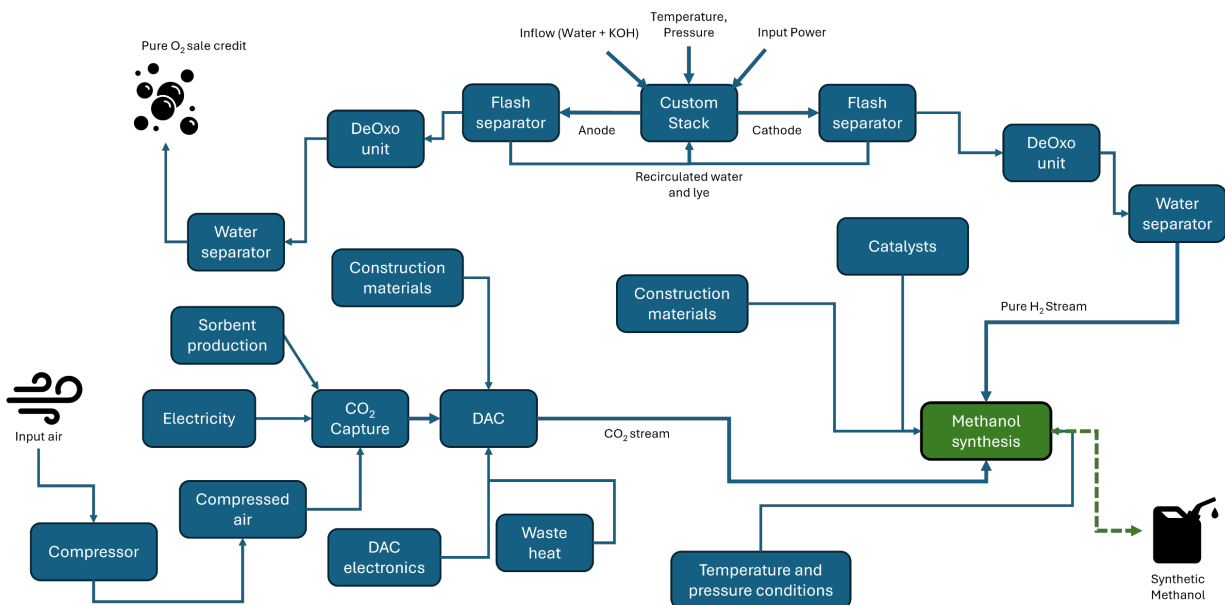 Temperature,
Pressure
Inflow (Water + KOH)
Input Power
Pure O₂ sale credit
Flash
separator
Anode
Custom
Stack
Cathode
Flash
separator
DeOxo
unit
DeOxo
unit
Recirculated water
and lye
Water
separator
Water
separator
Catalysts
Construction
materials
Construction
materials
Pure H₂ Stream
Sorbent
production
Electricity
CO₂
Capture
DAC
CO₂ stream
Methanol
synthesis
Input air
Compressed
air
Compressor
DAC
electronics
Waste
heat
Temperature and
pressure conditions
Synthetic
Methanol